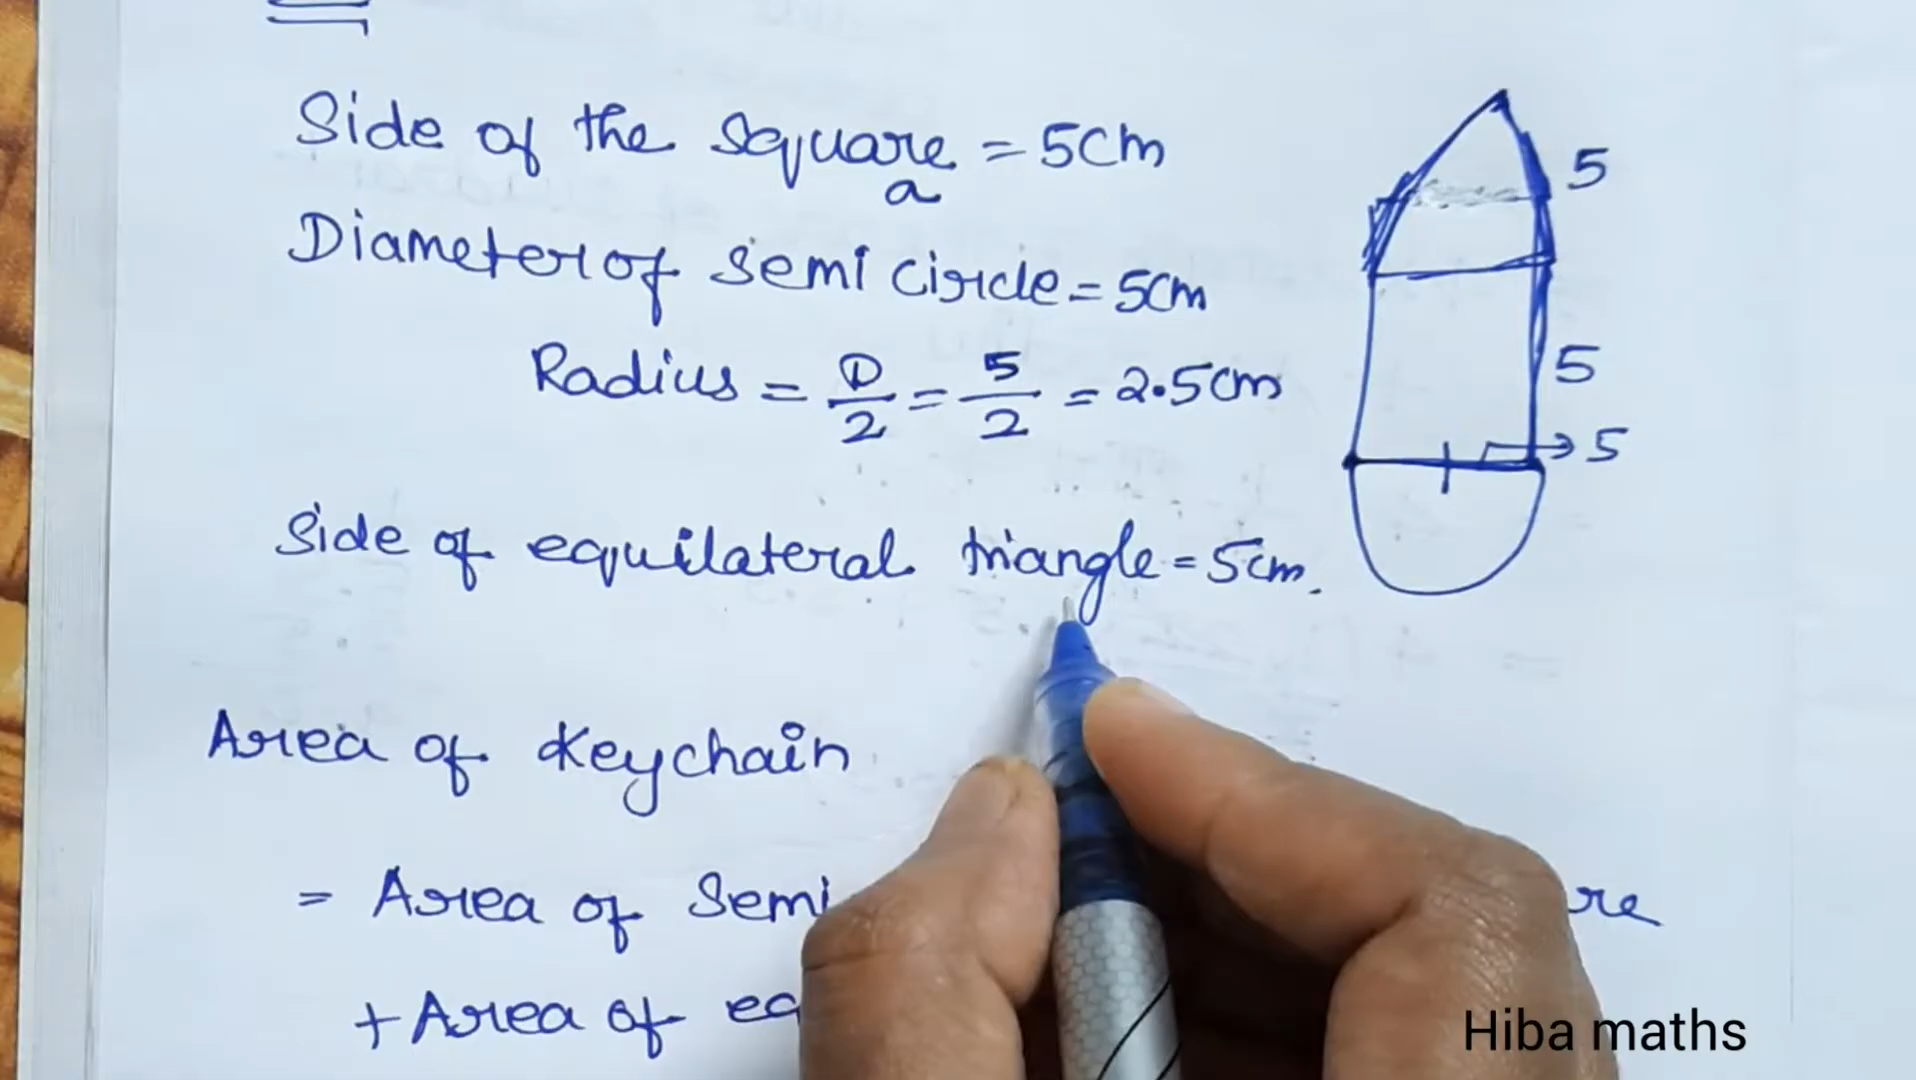 Side of the square = 5cm
a
Diameter of semi circle = 5cm
Radius = D/2 = 5/2 = 2.5cm
Side of equilateral triangle = 5cm.
Area of Keychain
= Area of Semi
+ Area of
5
5
5
Hiba maths